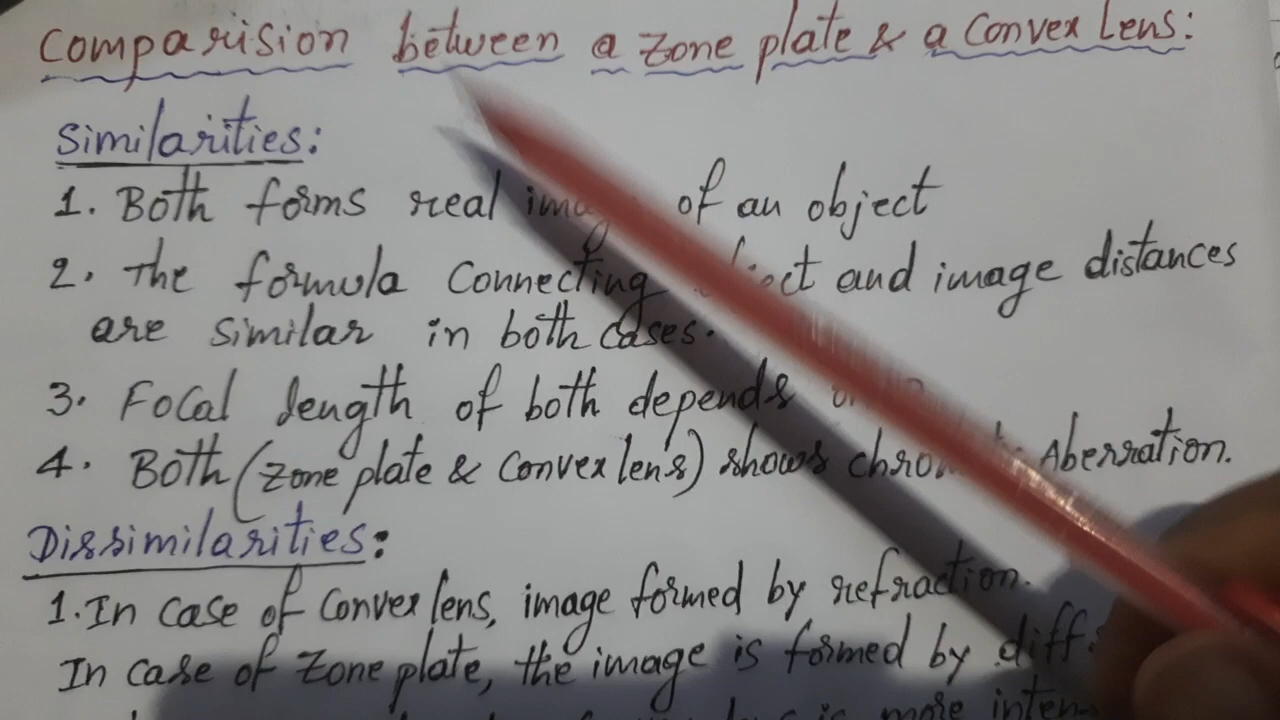 Comparision between a zone plate & a Convex Lens:
Similarities:
1. Both forms real of an object
2. The formula Connecting and image distances
are similar in both cases.
3. Focal length of both depends
4. Both (zone plate & Convex lens) shows Aberration.
Dissimilarities:
1. In case of Convex lens, image formed by refraction.
In case of zone plate, the image is formed by
is more